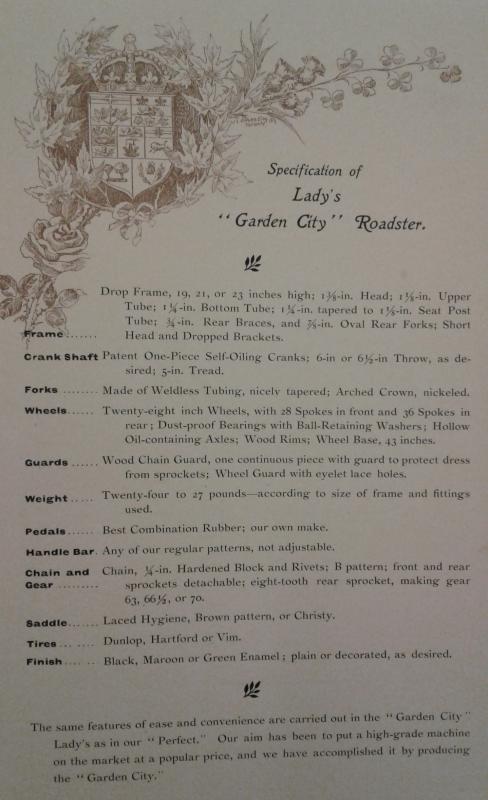 Specification of
Lady's
"Garden City" Roadster.
Drop Frame, 19, 21, or 23 inches high; 1⅜-in. Head; 1⅛-in. Upper
Tube; 1¼-in. Bottom Tube; 1¼-in. tapered to 1⅛-in. Seat Post
Tube; ¾-in. Rear Braces, and ⅞-in. Oval Rear Forks; Short
Frame...... Head and Dropped Brackets.
Crank Shaft Patent One-Piece Self-Oiling Cranks; 6-in or 6½-in Throw, as de-
sired; 5-in. Tread.
Forks ........ Made of Weldless Tubing, nicely tapered; Arched Crown, nickeled.
Wheels...... Twenty-eight inch Wheels, with 28 Spokes in front and 36 Spokes in
rear; Dust-proof Bearings with Ball-Retaining Washers; Hollow
Oil-containing Axles; Wood Rims; Wheel Base, 43 inches.
Guards ...... Wood Chain Guard, one continuous piece with guard to protect dress
from sprockets; Wheel Guard with eyelet lace holes.
Weight ..... Twenty-four to 27 pounds—according to size of frame and fittings
used.
Pedals...... Best Combination Rubber; our own make.
Handle Bar. Any of our regular patterns, not adjustable.
Chain and Chain, ¼-in. Hardened Block and Rivets; B pattern; front and rear
Gear ......... sprockets detachable; eight-tooth rear sprocket, making gear
63, 66½, or 70.
Saddle...... Laced Hygiene, Brown pattern, or Christy.
Tires... .... Dunlop, Hartford or Vim.
Finish.... .. Black, Maroon or Green Enamel; plain or decorated, as desired.
The same features of ease and convenience are carried out in the "Garden City"
Lady's as in our "Perfect." Our aim has been to put a high-grade machine
on the market at a popular price, and we have accomplished it by producing
the "Garden City."